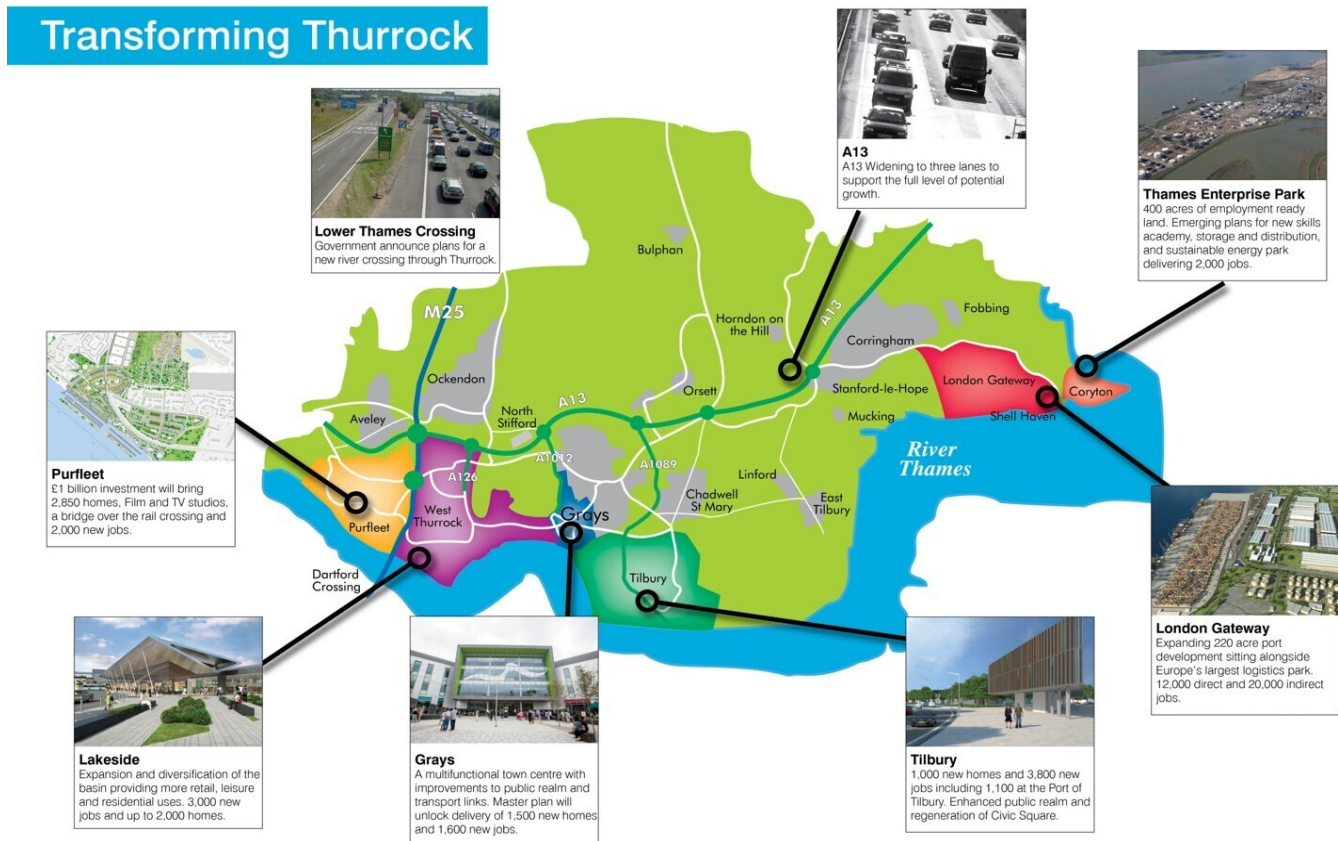 Transforming Thurrock
Lower Thames Crossing
Government announce plans for a
new river crossing through Thurrock.
A13
A13 Widening to three lanes to
support the full level of potential
growth.
Thames Enterprise Park
400 acres of employment ready
land. Emerging plans for new skills
academy, storage and distribution,
and sustainable energy park
delivering 2,000 jobs.
Purfleet
£1 billion investment will bring
2,850 homes, Film and TV studios,
a bridge over the rail crossing and
2,000 new jobs.
Bulphan
M25
Horndon on
the Hill
A13
Fobbing
Corringham
Ockendon
London Gateway
Coryton
Orsett
Stanford-le-Hope
A13
North
Stifford
Aveley
Mucking
Shell Haven
River
Thames
A1012
A1089
A126
Linford
Chadwell
St Mary
East
Tilbury
West
Thurrock
Grays
Purfleet
Tilbury
Dartford
Crossing
London Gateway
Expanding 220 acre port
development sitting alongside
Europe's largest logistics park.
12,000 direct and 20,000 indirect
jobs.
Lakeside
Expansion and diversification of the
basin providing more retail, leisure
and residential uses. 3,000 new
jobs and up to 2,000 homes.
Grays
A multifunctional town centre with
improvements to public realm and
transport links. Master plan will
unlock delivery of 1,500 new homes
and 1,600 new jobs.
Tilbury
1,000 new homes and 3,800 new
jobs including 1,100 at the Port of
Tilbury. Enhanced public realm and
regeneration of Civic Square.